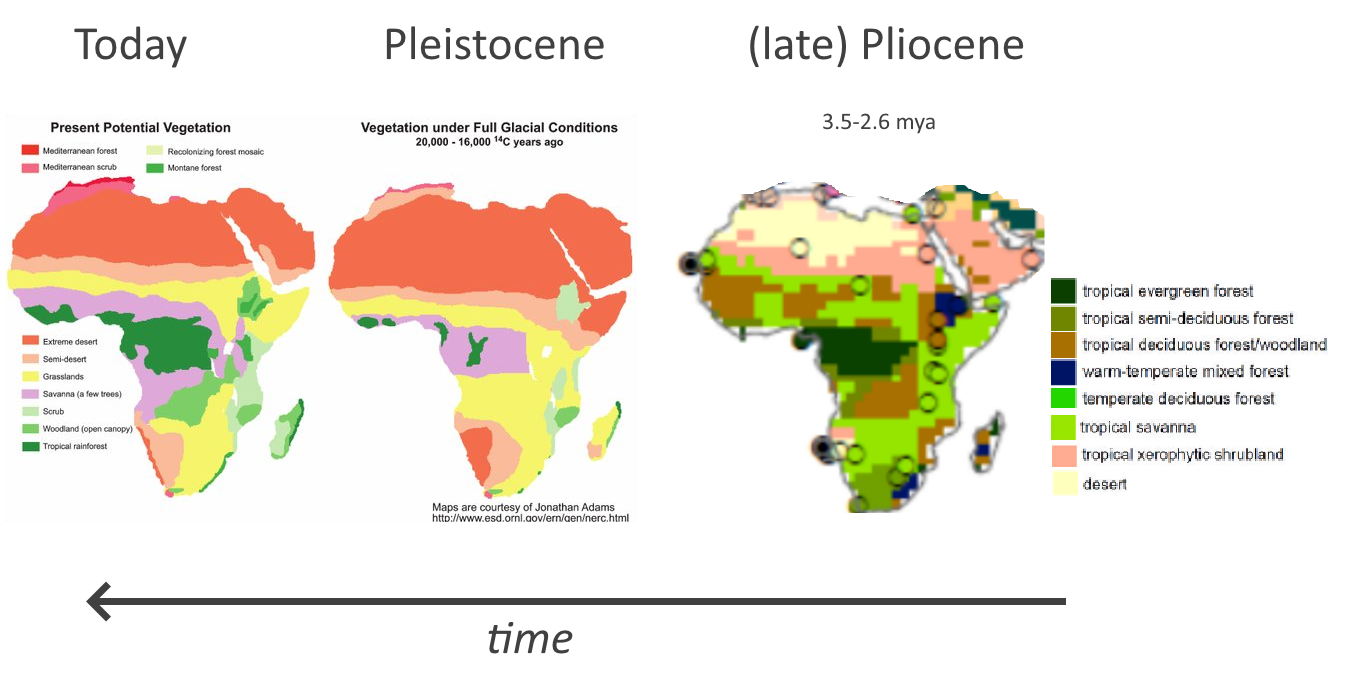 Today
Pleistocene
(late) Pliocene
Present Potential Vegetation
Mediterranean forest
Recolonizing forest mosaic
Mediterranean scrub
Montane forest
Extreme desert
Semi-desert
Grasslands
Savanna (a few trees)
Scrub
Woodland (open canopy)
Tropical rainforest
Vegetation under Full Glacial Conditions
20,000 - 16,000 ¹⁴C years ago
Maps are courtesy of Jonathan Adams
http://www.esd.ornl.gov/ern/qen/nerc.html
3.5-2.6 mya
tropical evergreen forest
tropical semi-deciduous forest
tropical deciduous forest/woodland
warm-temperate mixed forest
temperate deciduous forest
tropical savanna
tropical xerophytic shrubland
desert
time